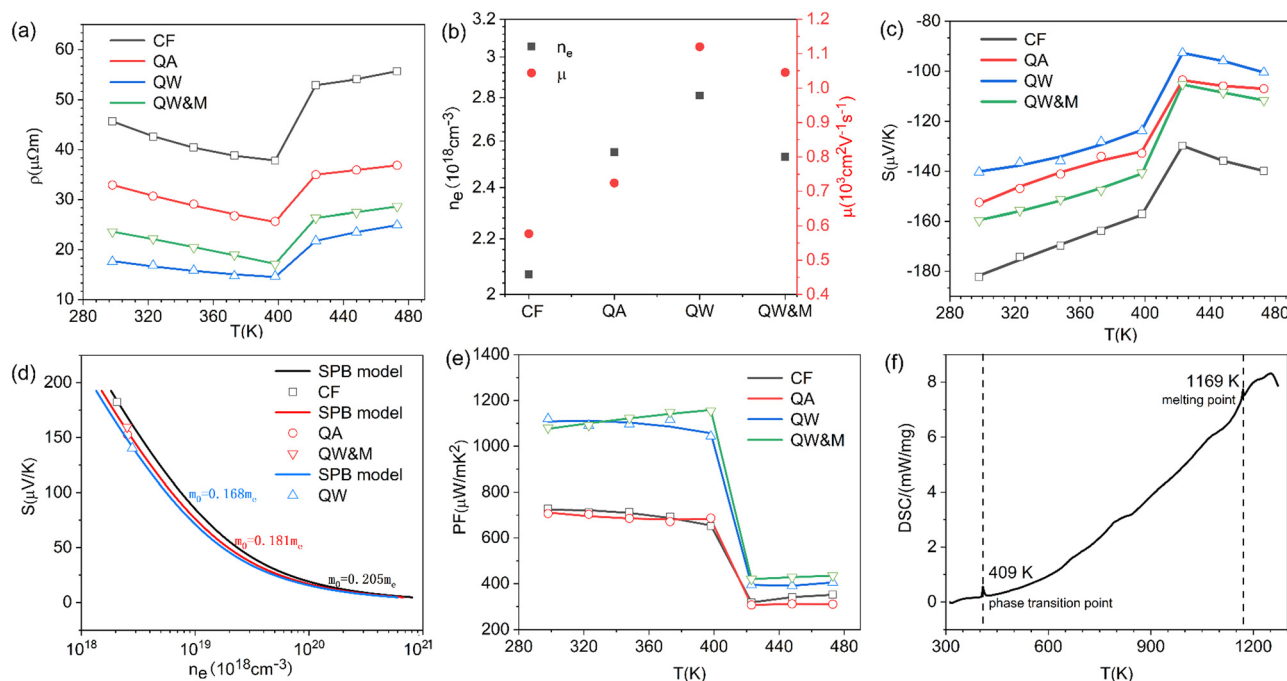 (a)
CF
QA
QW
QW&M
60
50
40
30
20
10
ρ(μΩm)
280 320 360 400 440 480
T(K)
(b)
n_e
μ
3.2
3
2.8
2.6
2.4
2.2
2
n_e (10^18cm^-3)
1.2
1.1
1.0
0.9
0.8
0.7
0.6
0.5
0.4
μ(10^3cm^2V^-1s^-1)
CF QA QW QW&M
(c)
CF
QA
QW
QW&M
-80
-100
-120
-140
-160
-180
S(μV/K)
280 320 360 400 440 480
T(K)
(d)
SPB model
CF
SPB model
QA
QW&M
SPB model
QW
m_0=0.168m_e
m_0=0.181m_e
m_0=0.205m_e
200
150
100
50
0
S(μV/K)
10^18 10^19 10^20 10^21
n_e (10^18cm^-3)
(e)
CF
QA
QW
QW&M
1400
1200
1000
800
600
400
200
PF(μW/mK^2)
280 320 360 400 440 480
T(K)
(f)
1169 K
melting point
409 K
phase transition point
8
6
4
2
0
DSC/(mW/mg)
300 600 900 1200
T(K)